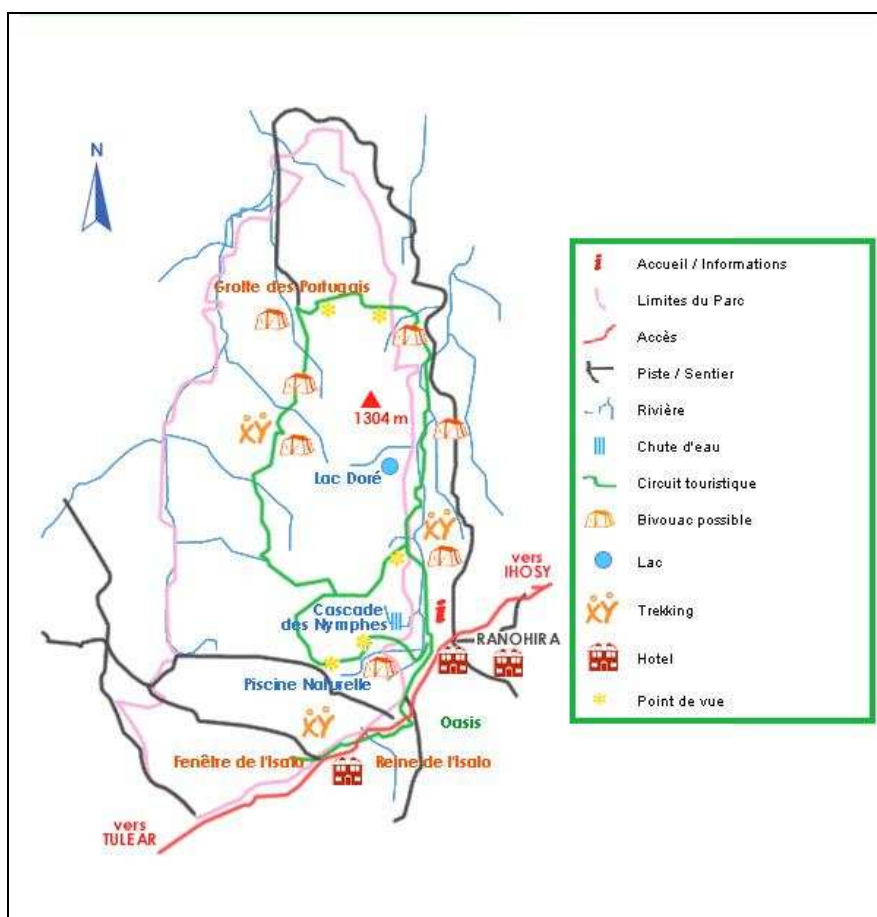 N
Grotte des Portugais
1304 m
Lac Doré
vers
IHOSY
Cascade
des Nymphes
RANOHIRA
Piscine Naturelle
Oasis
Fenêtre de l'Isalo
Reine de l'Isalo
vers
TULEAR
Accueil / Informations
Limites du Parc
Accès
Piste / Sentier
Rivière
Chute d'eau
Circuit touristique
Bivouac possible
Lac
Trekking
Hotel
Point de vue